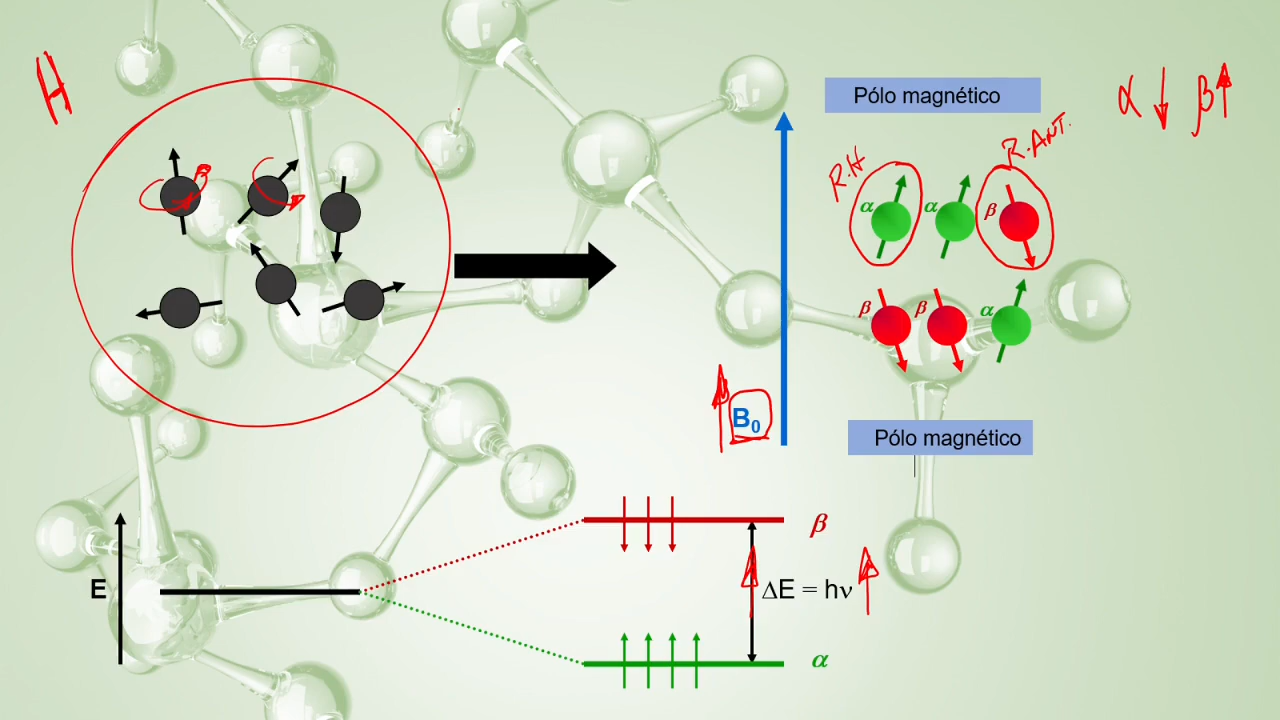 H
Pólo magnético
α ↓ β↑
R.H
R.ANT.
α
α
β
β
β
α
B₀
Pólo magnético
β
E
ΔE = hν
α